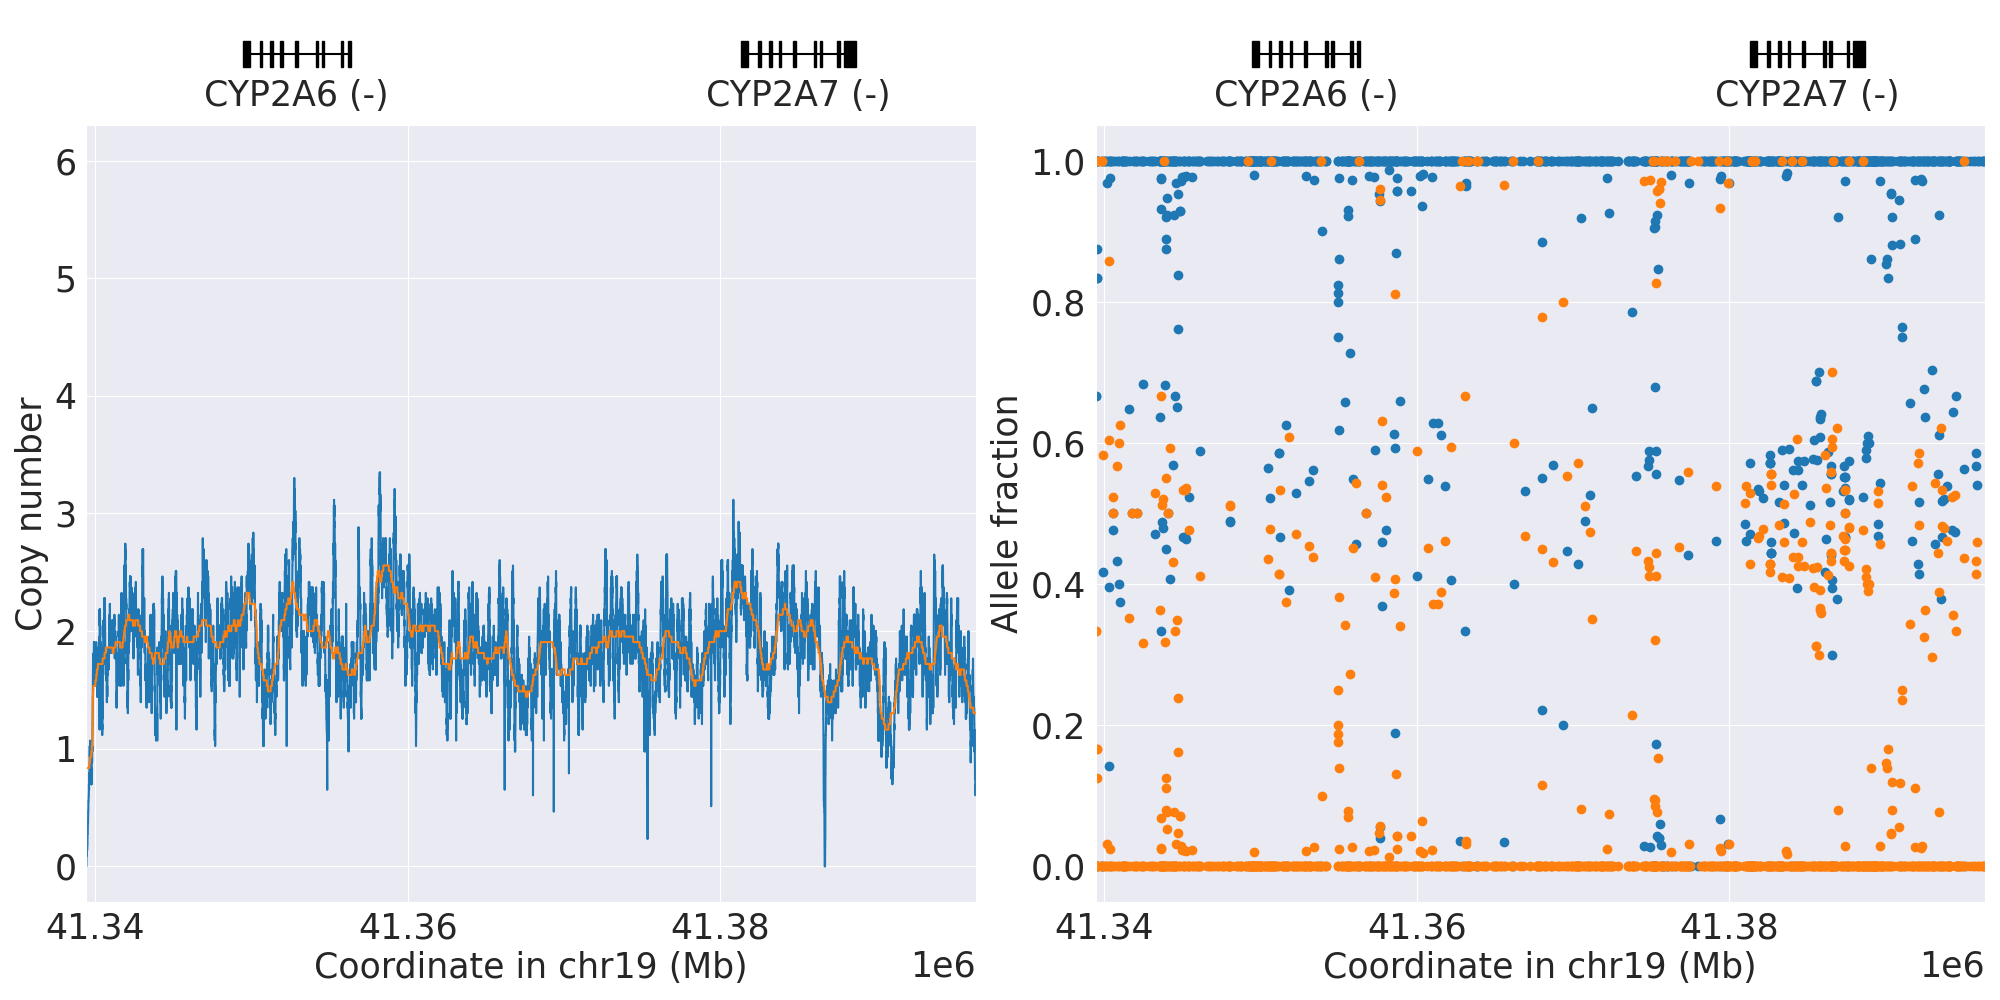 CYP2A6 (-)
CYP2A7 (-)
6
5
4
3
2
1
0
Copy number
41.34
41.36
41.38
Coordinate in chr19 (Mb)
1e6
CYP2A6 (-)
CYP2A7 (-)
1.0
0.8
0.6
0.4
0.2
0.0
Allele fraction
41.34
41.36
41.38
Coordinate in chr19 (Mb)
1e6